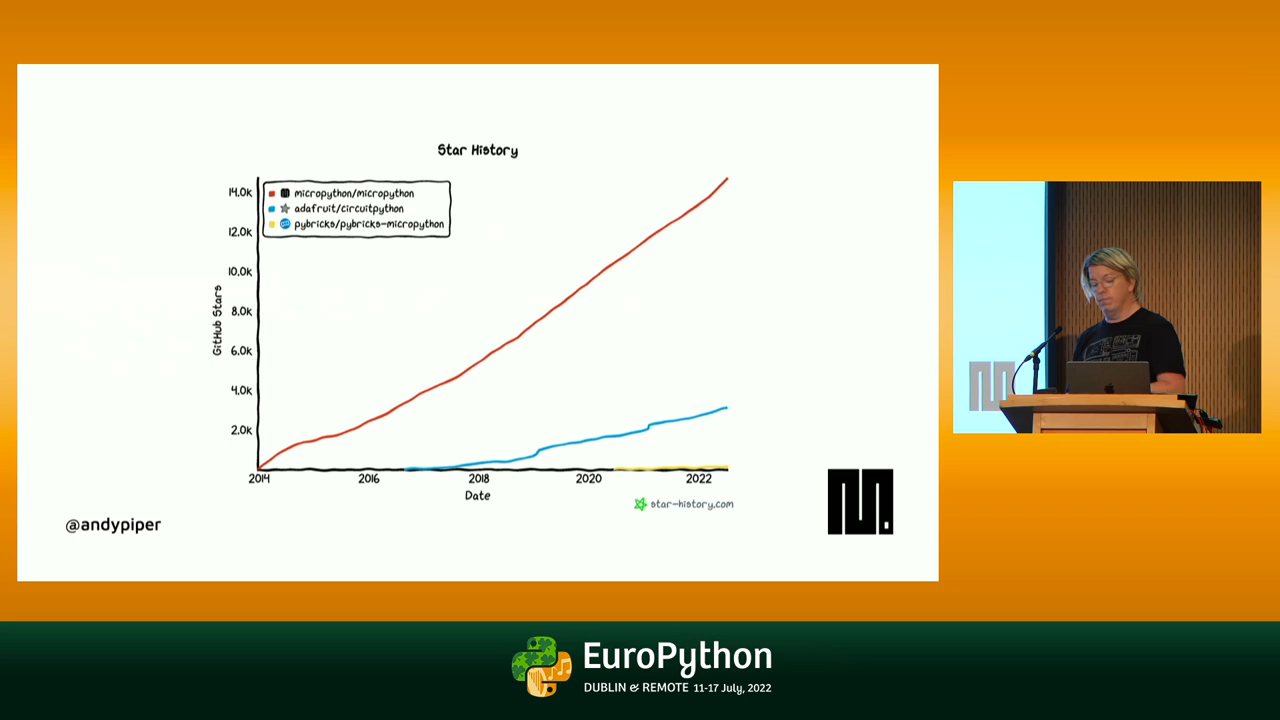 Star History
14.0k
12.0k
10.0k
8.0k
6.0k
4.0k
2.0k
GitHub Stars
micropython/micropython
adafruit/circuitpython
pybricks/pybricks-micropython
2014
2016
2018
2020
2022
Date
star-history.com
@andypiper
EuroPython
DUBLIN & REMOTE 11-17 July, 2022